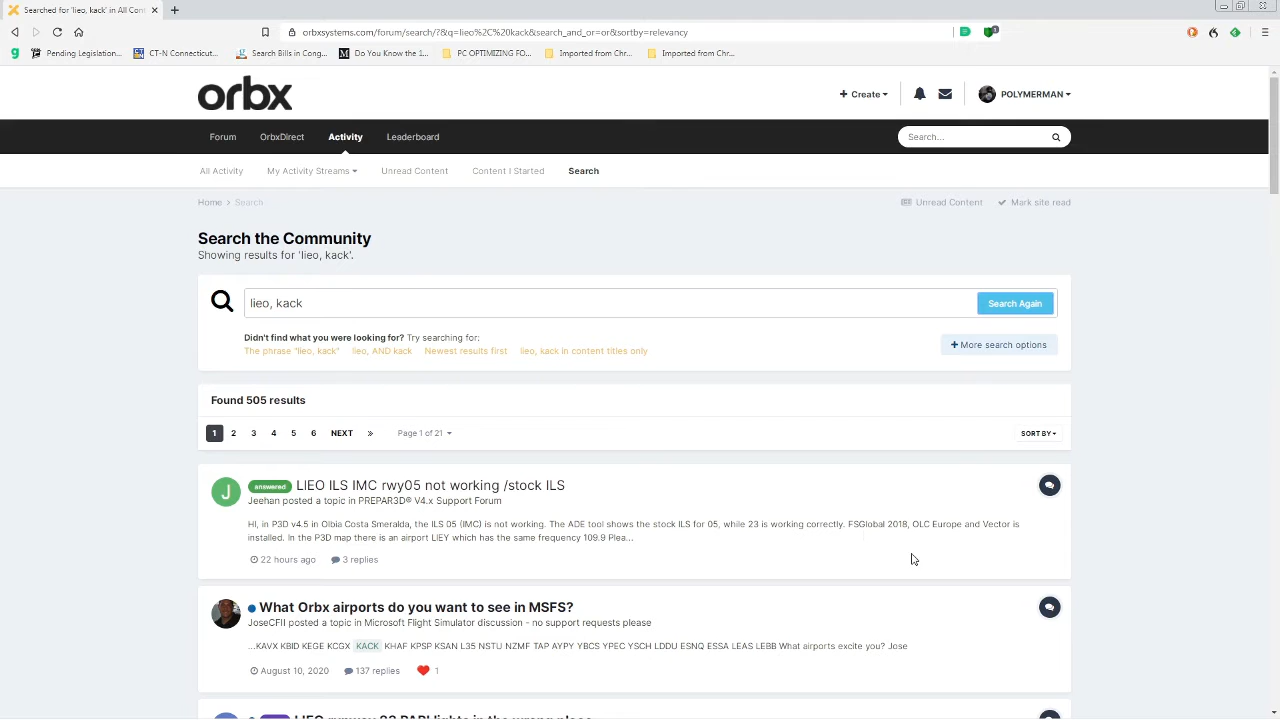 Searched for 'lieo, kack' in All Cont
orbxsystems.com/forum/search/?&q=lieo%2C%20kack&search_and_or=or&sortby=relevancy
1
Pending Legislation...
CT-N Connecticut...
Search Bills in Cong...
Do You Know the 1...
PC OPTIMIZING FO...
Imported from Chr...
Imported from Chr...
orbx
Create
POLYMERMAN
Forum
OrbxDirect
Activity
Leaderboard
Search...
All Activity
My Activity Streams
Unread Content
Content I Started
Search
Home > Search
Unread Content
Mark site read
Search the Community
Showing results for 'lieo, kack'.
lieo, kack
Search Again
Didn't find what you were looking for? Try searching for:
The phrase "lieo, kack"
lieo, AND kack
Newest results first
lieo, kack in content titles only
+ More search options
Found 505 results
1 2 3 4 5 6 NEXT » Page 1 of 21
SORT BY
J
answered LIEO ILS IMC rwy05 not working /stock ILS
Jeehan posted a topic in PREPAR3D® V4.x Support Forum
HI, in P3D v4.5 in Olbia Costa Smeralda, the ILS 05 (IMC) is not working. The ADE tool shows the stock ILS for 05, while 23 is working correctly. FSGlobal 2018, OLC Europe and Vector is
installed. In the P3D map there is an airport LIEY which has the same frequency 109.9 Plea...
22 hours ago 3 replies
What Orbx airports do you want to see in MSFS?
JoseCFII posted a topic in Microsoft Flight Simulator discussion - no support requests please
...KAVX KBID KEGE KCGX KACK KHAF KPSP KSAN L35 NSTU NZMF TAP AYPY YBCS YPEC YSCH LDDU ESNQ ESSA LEAS LEBB What airports excite you? Jose
August 10, 2020 137 replies 1
LIEO runway 23 PAPI lights in the wrong place